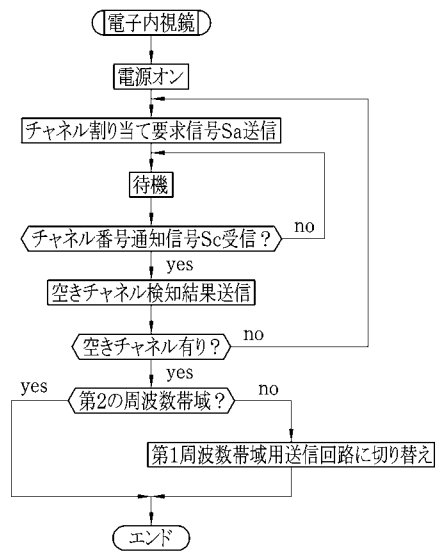 電子内視鏡
電源オン
チャネル割り当て要求信号Sa送信
待機
チャネル番号通知信号Sc受信？
no
yes
空きチャネル検知結果送信
空きチャネル有り？
no
yes
第2の周波数帯域？
yes
no
第1周波数帯域用送信回路に切り替え
エンド